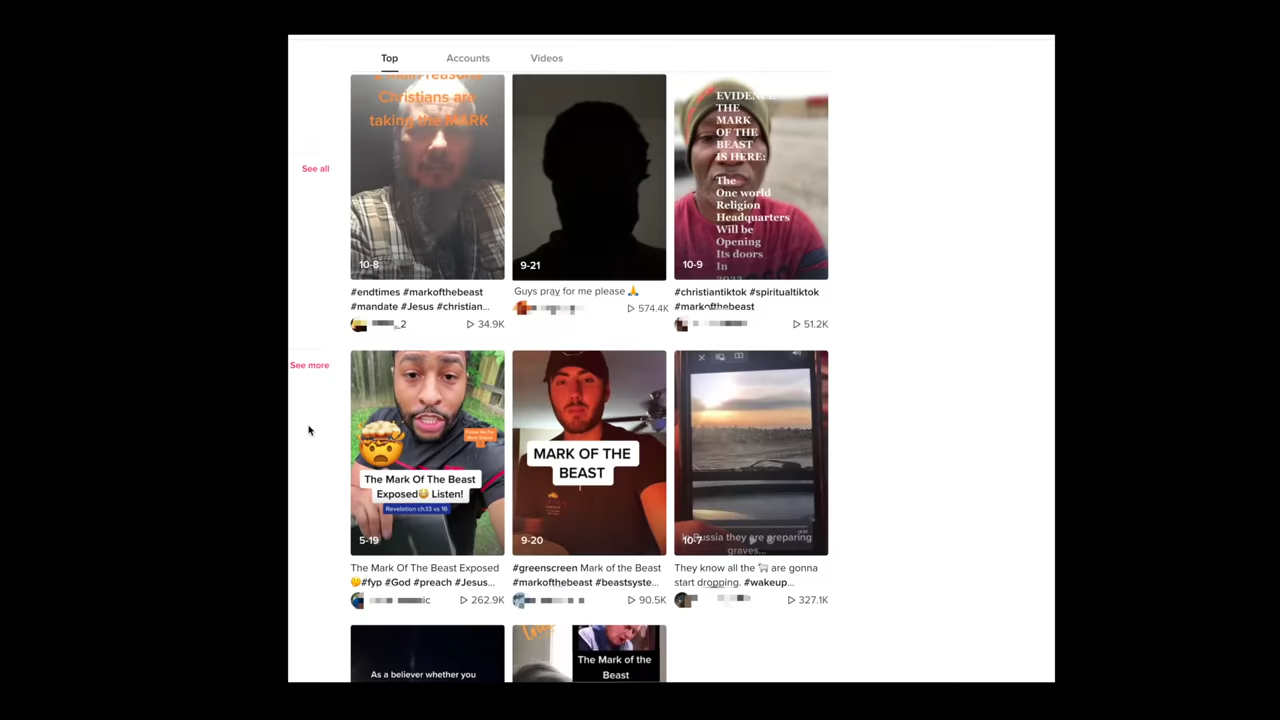 Top
Accounts
Videos
See all
See more
Christians are
taking the MARK
10-8
#endtimes #markofthebeast
#mandate #Jesus #christian...
_2
34.9K
9-21
Guys pray for me please 🙏
574.4K
EVIDENCE
THE
MARK
OF THE
BEAST
IS HERE:
The
One world
Religion
Headquarters
Will be
Opening
Its doors
In
10-9
#christiantiktok #spiritualtiktok
#markofthebeast
51.2K
The Mark Of The Beast
Exposed😳 Listen!
Revelation ch.13 vs 16
5-19
The Mark Of The Beast Exposed
🤔#fyp #God #preach #Jesus...
ic
262.9K
MARK OF THE
BEAST
9-20
#greenscreen Mark of the Beast
#markofthebeast #beastsyste...
90.5K
In Russia they are preparing
graves...
10-7
They know all the 🐑 are gonna
start dropping. #wakeup...
327.1K
As a believer whether you
The Mark of the
Beast